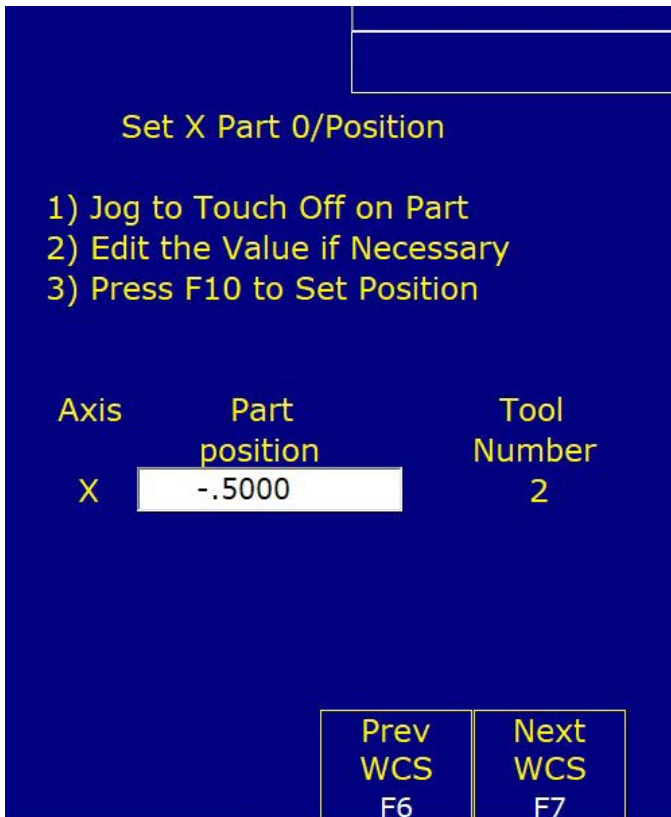 Set X Part 0/Position
1) Jog to Touch Off on Part
2) Edit the Value if Necessary
3) Press F10 to Set Position
Axis Part Tool
position Number
X -.5000 2
Prev Next
WCS WCS
F6 F7